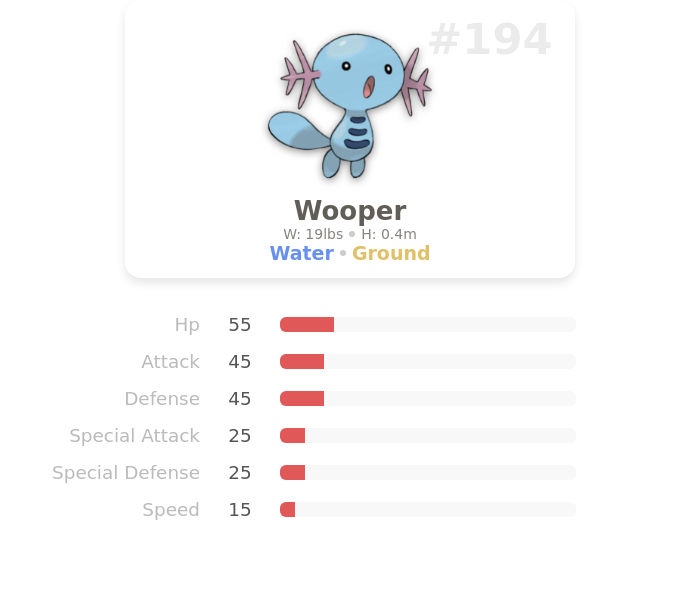 #194
Wooper
W: 19lbs • H: 0.4m
Water • Ground
Hp 55
Attack 45
Defense 45
Special Attack 25
Special Defense 25
Speed 15